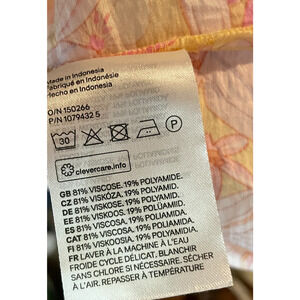 Made in Indonesia
Fabriqué en Indonésie
Hecho en Indonesia
O/N 150266
P/N 1079432 5
30
P
clevercare.info
GB 81% VISCOSE. 19% POLYAMIDE.
CZ 81% VISKÓZA. 19% POLYAMID.
DE 81% VISKOSE. 19% POLYAMID.
EE 81% VISKOOS. 19% POLÜAMIID.
ES 81% VISCOSA. 19% POLIAMIDA.
CAT 81% VISCOSA. 19% POLIAMIDA.
FI 81% VISKOOSIA. 19% POLYAMIDI.
FR LAVER À LA MACHINE À L'EAU
FROIDE CYCLE DÉLICAT. BLANCHIR
SANS CHLORE SI NÉCESSAIRE. SÉCHER
À PLAT. REPASSER À TEMPÉRATURE